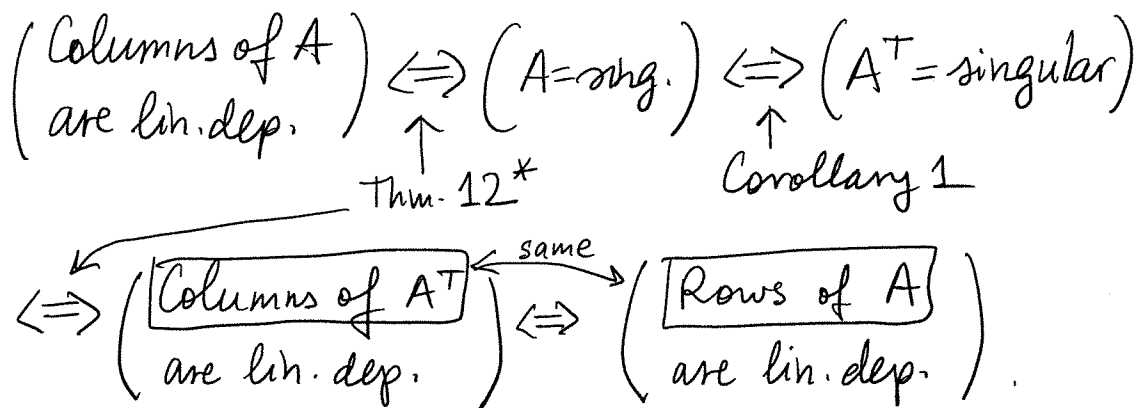 (Columns of A are lin. dep.) ⟺ (A = sing.) ⟺ (Aᵀ = singular)
Thm. 12* Corollary 1
same
⟺ (Columns of Aᵀ are lin. dep.) ⟺ (Rows of A are lin. dep.).